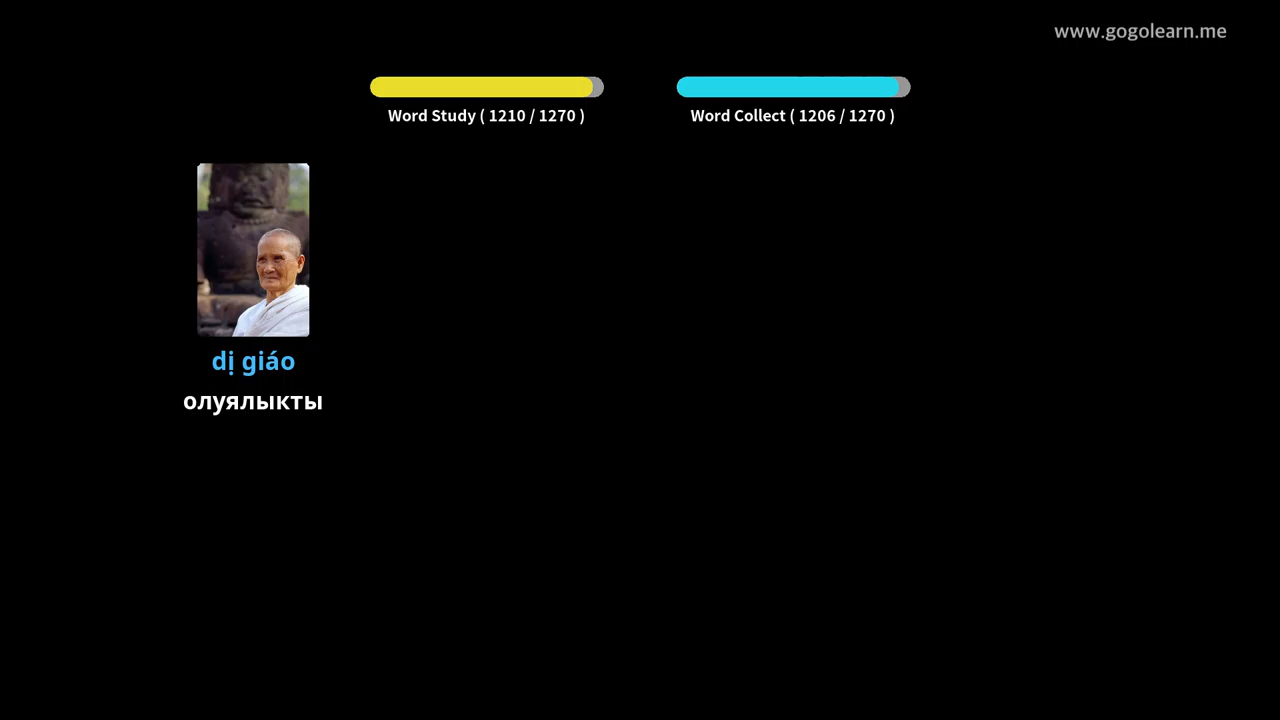 www.gogolearn.me
Word Study ( 1210 / 1270 )
Word Collect ( 1206 / 1270 )
dị giáo
олуялыкты